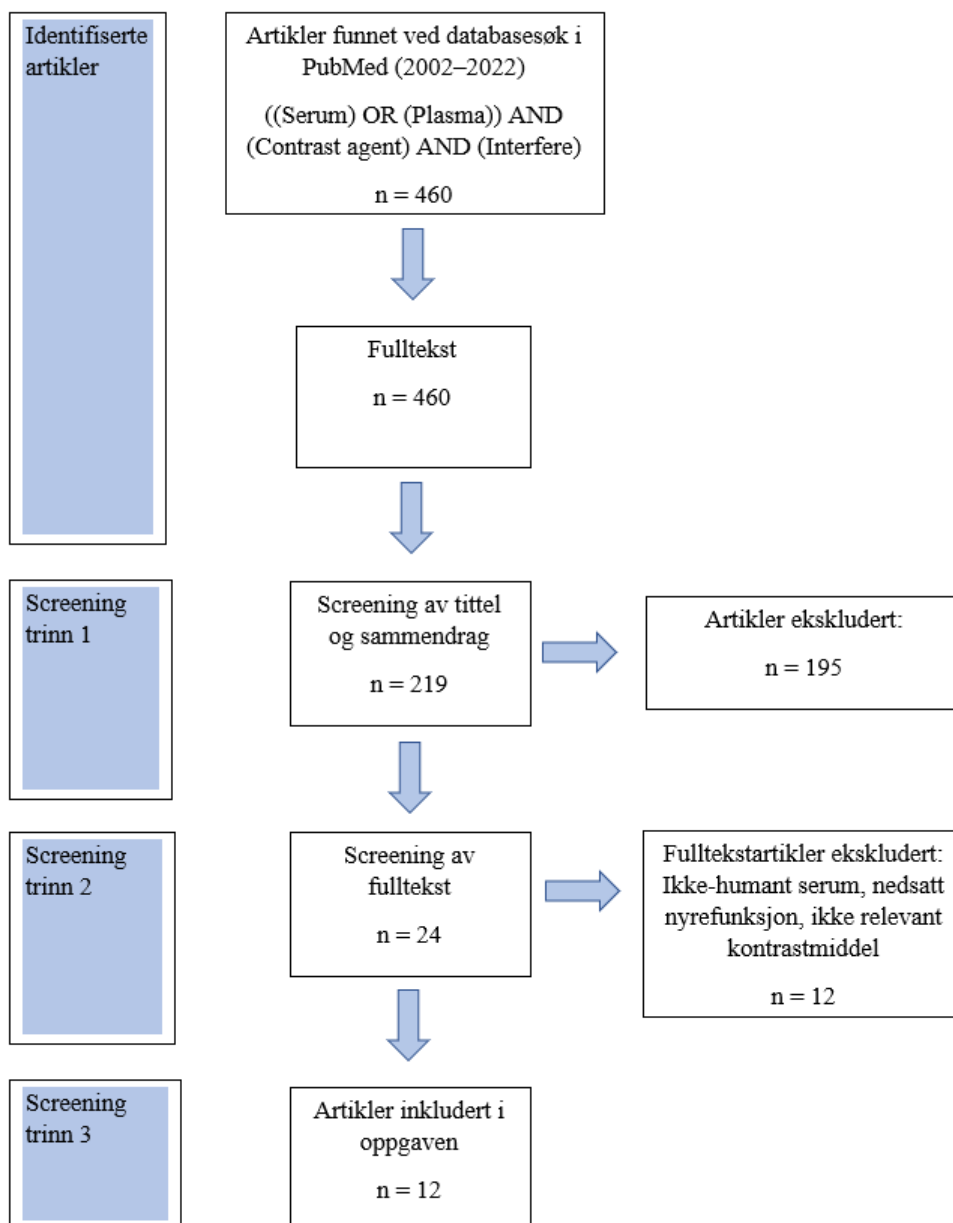 Identifiserte
artikler
Artikler funnet ved databasesøk i
PubMed (2002–2022)
((Serum) OR (Plasma)) AND
(Contrast agent) AND (Interfere)
n = 460
Fulltekst
n = 460
Screening
trinn 1
Screening av tittel
og sammendrag
n = 219
Artikler ekskludert:
n = 195
Screening
trinn 2
Screening av
fulltekst
n = 24
Fulltekstartikler ekskludert:
Ikke-humant serum, nedsatt
nyrefunksjon, ikke relevant
kontrastmiddel
n = 12
Screening
trinn 3
Artikler inkludert i
oppgaven
n = 12